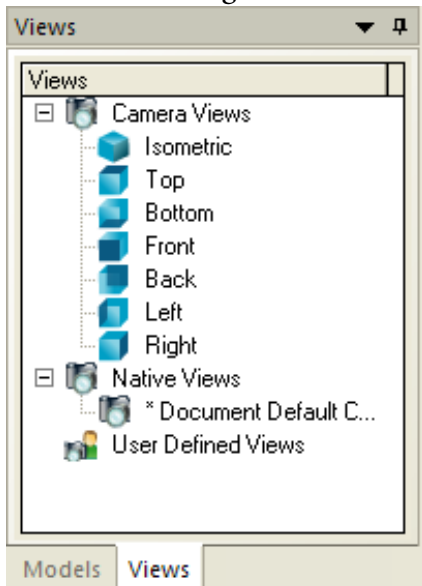 Views
Views
Camera Views
Isometric
Top
Bottom
Front
Back
Left
Right
Native Views
* Document Default C...
User Defined Views
Models Views